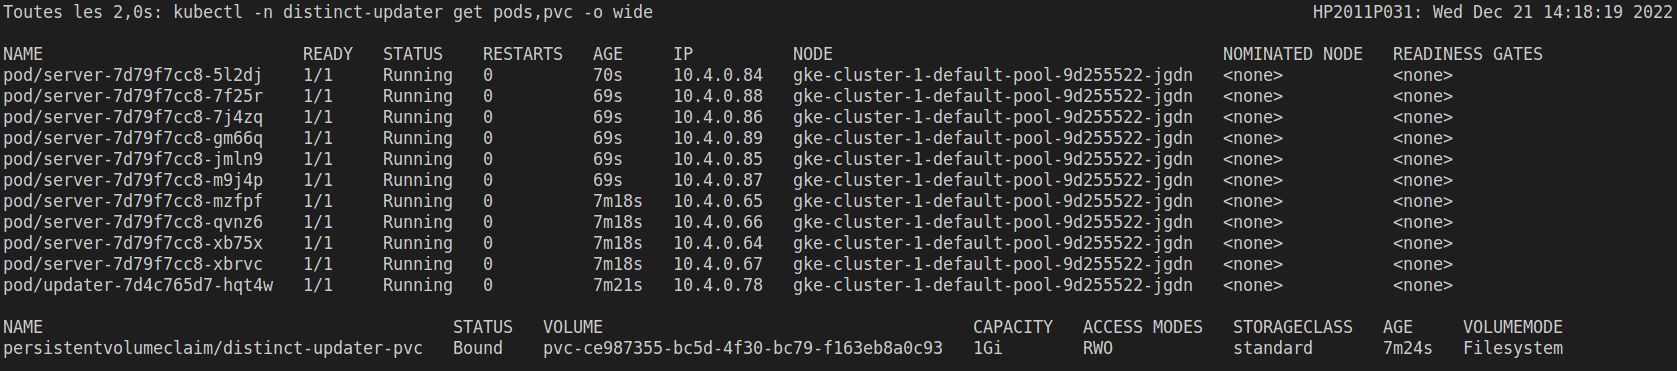 Toutes les 2,0s: kubectl -n distinct-updater get pods,pvc -o wide HP2011P031: Wed Dec 21 14:18:19 2022
NAME READY STATUS RESTARTS AGE IP NODE NOMINATED NODE READINESS GATES
pod/server-7d79f7cc8-5l2dj 1/1 Running 0 70s 10.4.0.84 gke-cluster-1-default-pool-9d255522-jgdn <none> <none>
pod/server-7d79f7cc8-7f25r 1/1 Running 0 69s 10.4.0.88 gke-cluster-1-default-pool-9d255522-jgdn <none> <none>
pod/server-7d79f7cc8-7j4zq 1/1 Running 0 69s 10.4.0.86 gke-cluster-1-default-pool-9d255522-jgdn <none> <none>
pod/server-7d79f7cc8-gm66q 1/1 Running 0 69s 10.4.0.89 gke-cluster-1-default-pool-9d255522-jgdn <none> <none>
pod/server-7d79f7cc8-jmln9 1/1 Running 0 69s 10.4.0.85 gke-cluster-1-default-pool-9d255522-jgdn <none> <none>
pod/server-7d79f7cc8-m9j4p 1/1 Running 0 69s 10.4.0.87 gke-cluster-1-default-pool-9d255522-jgdn <none> <none>
pod/server-7d79f7cc8-mzfpf 1/1 Running 0 7m18s 10.4.0.65 gke-cluster-1-default-pool-9d255522-jgdn <none> <none>
pod/server-7d79f7cc8-qvnz6 1/1 Running 0 7m18s 10.4.0.66 gke-cluster-1-default-pool-9d255522-jgdn <none> <none>
pod/server-7d79f7cc8-xb75x 1/1 Running 0 7m18s 10.4.0.64 gke-cluster-1-default-pool-9d255522-jgdn <none> <none>
pod/server-7d79f7cc8-xbrvc 1/1 Running 0 7m18s 10.4.0.67 gke-cluster-1-default-pool-9d255522-jgdn <none> <none>
pod/updater-7d4c765d7-hqt4w 1/1 Running 0 7m21s 10.4.0.78 gke-cluster-1-default-pool-9d255522-jgdn <none> <none>
NAME STATUS VOLUME CAPACITY ACCESS MODES STORAGECLASS AGE VOLUMEMODE
persistentvolumeclaim/distinct-updater-pvc Bound pvc-ce987355-bc5d-4f30-bc79-f163eb8a0c93 1Gi RWO standard 7m24s Filesystem